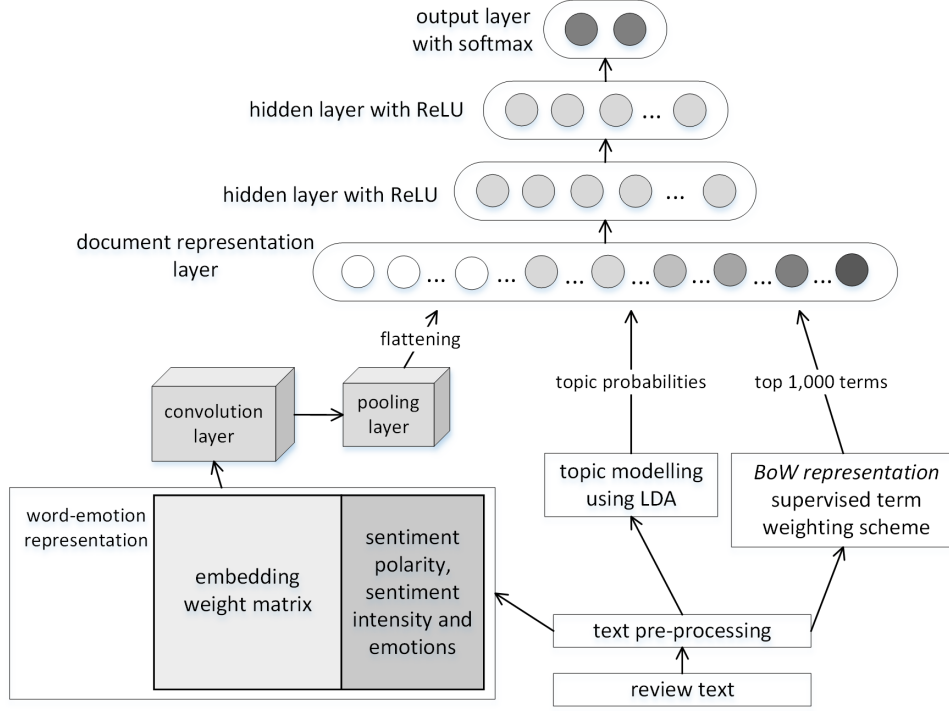 output layer
with softmax
hidden layer with ReLU
...
hidden layer with ReLU
...
document representation
layer
... ... ... ... ... ... ...
flattening
topic probabilities
top 1,000 terms
convolution
layer
pooling
layer
topic modelling
using LDA
BoW representation
supervised term
weighting scheme
word-emotion
representation
embedding
weight matrix
sentiment
polarity,
sentiment
intensity and
emotions
text pre-processing
review text